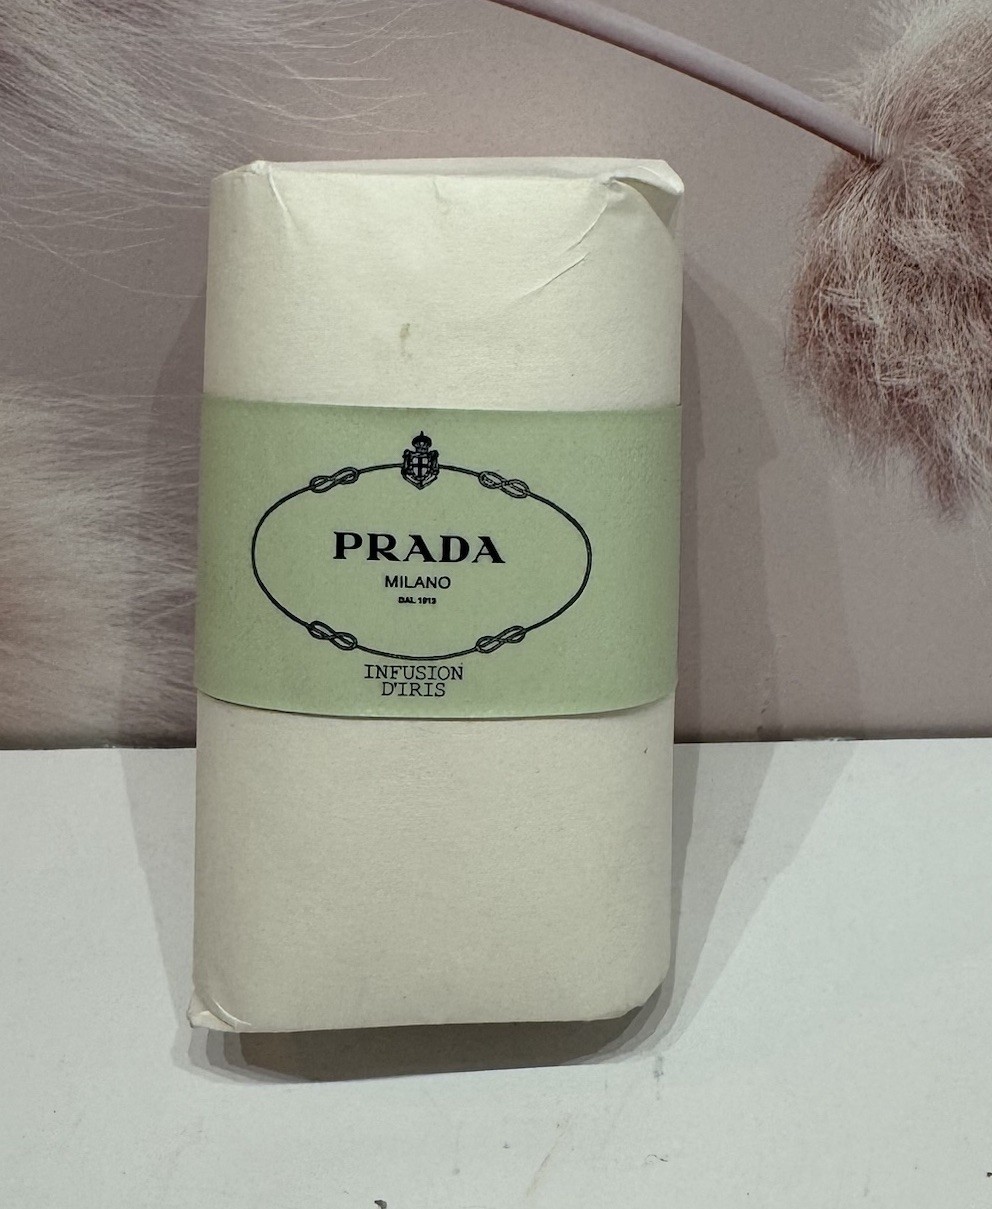 PRADA
MILANO
DAL 1913
INFUSION
D'IRIS